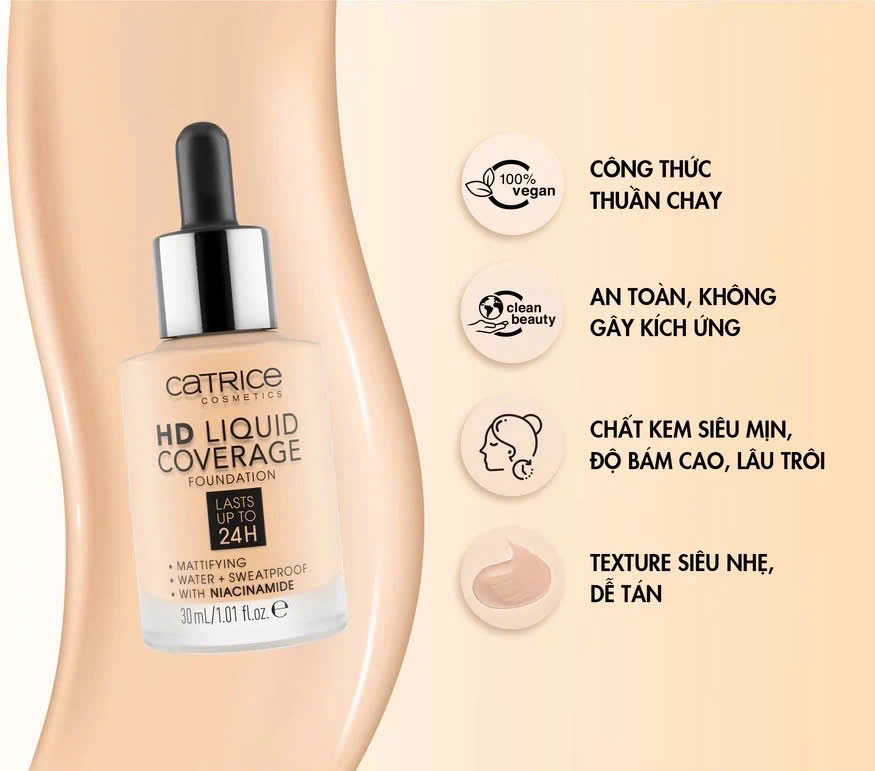 CATRICE
COSMETICS
HD LIQUID
COVERAGE
FOUNDATION
LASTS
UP TO
24H
• MATTIFYING
• WATER + SWEATPROOF
• WITH NIACINAMIDE
30 mL/1.01 fl.oz. ℮
100%
vegan
CÔNG THỨC
THUẦN CHAY
clean
beauty
AN TOÀN, KHÔNG
GÂY KÍCH ỨNG
CHẤT KEM SIÊU MỊN,
ĐỘ BÁM CAO, LÂU TRÔI
TEXTURE SIÊU NHẸ,
DỄ TÁN